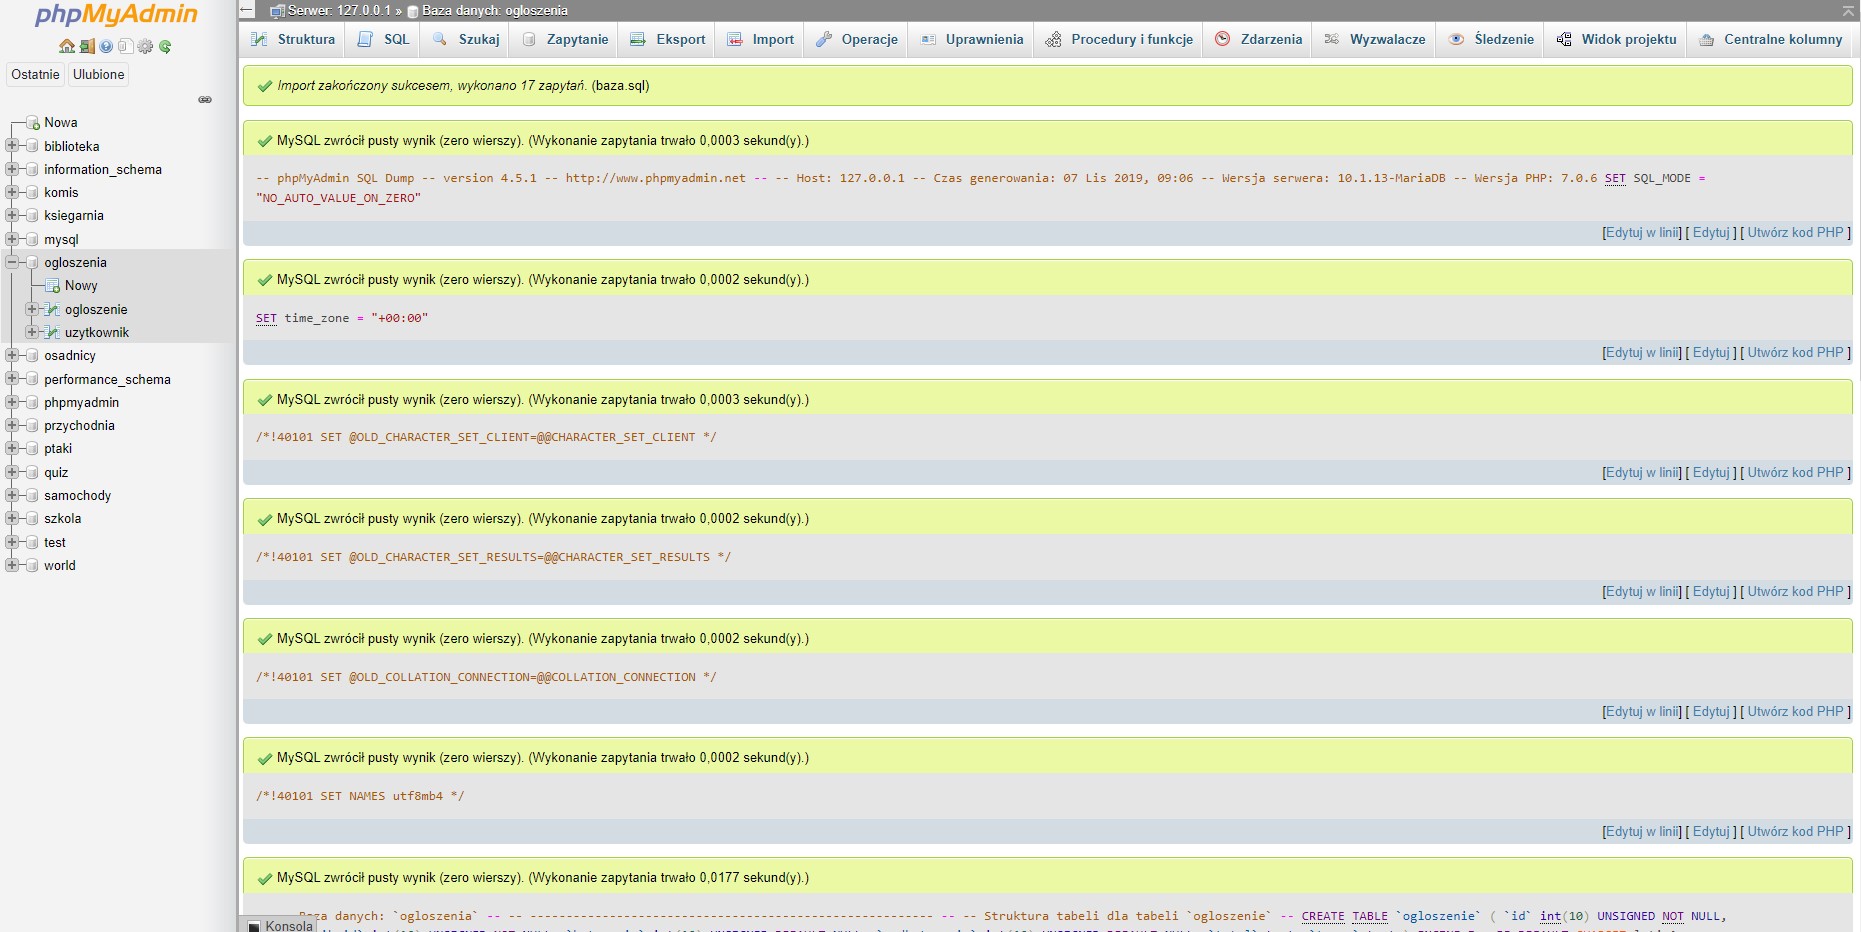 phpMyAdmin
Ostatnie Ulubione
Nowa
biblioteka
information_schema
komis
ksiegarnia
mysql
ogloszenia
Nowy
ogloszenie
uzytkownik
osadnicy
performance_schema
phpmyadmin
przychodnia
ptaki
quiz
samochody
szkola
test
world
Serwer: 127.0.0.1 » Baza danych: ogloszenia
Struktura SQL Szukaj Zapytanie Eksport Import Operacje Uprawnienia Procedury i funkcje Zdarzenia Wyzwalacze Śledzenie Widok projektu Centralne kolumny
Import zakończony sukcesem, wykonano 17 zapytań. (baza.sql)
MySQL zwrócił pusty wynik (zero wierszy). (Wykonanie zapytania trwało 0,0003 sekund(y).)
-- phpMyAdmin SQL Dump -- version 4.5.1 -- http://www.phpmyadmin.net -- -- Host: 127.0.0.1 -- Czas generowania: 07 Lis 2019, 09:06 -- Wersja serwera: 10.1.13-MariaDB -- Wersja PHP: 7.0.6 SET SQL_MODE =
"NO_AUTO_VALUE_ON_ZERO"
[Edytuj w linii] [ Edytuj ] [ Utwórz kod PHP ]
MySQL zwrócił pusty wynik (zero wierszy). (Wykonanie zapytania trwało 0,0002 sekund(y).)
SET time_zone = "+00:00"
[Edytuj w linii] [ Edytuj ] [ Utwórz kod PHP ]
MySQL zwrócił pusty wynik (zero wierszy). (Wykonanie zapytania trwało 0,0003 sekund(y).)
/*!40101 SET @OLD_CHARACTER_SET_CLIENT=@@CHARACTER_SET_CLIENT */
[Edytuj w linii] [ Edytuj ] [ Utwórz kod PHP ]
MySQL zwrócił pusty wynik (zero wierszy). (Wykonanie zapytania trwało 0,0002 sekund(y).)
/*!40101 SET @OLD_CHARACTER_SET_RESULTS=@@CHARACTER_SET_RESULTS */
[Edytuj w linii] [ Edytuj ] [ Utwórz kod PHP ]
MySQL zwrócił pusty wynik (zero wierszy). (Wykonanie zapytania trwało 0,0002 sekund(y).)
/*!40101 SET @OLD_COLLATION_CONNECTION=@@COLLATION_CONNECTION */
[Edytuj w linii] [ Edytuj ] [ Utwórz kod PHP ]
MySQL zwrócił pusty wynik (zero wierszy). (Wykonanie zapytania trwało 0,0002 sekund(y).)
/*!40101 SET NAMES utf8mb4 */
[Edytuj w linii] [ Edytuj ] [ Utwórz kod PHP ]
MySQL zwrócił pusty wynik (zero wierszy). (Wykonanie zapytania trwało 0,0177 sekund(y).)
Baza danych: `ogloszenia` -- -- -------------------------------------------------------- -- -- Struktura tabeli dla tabeli `ogloszenie` -- CREATE TABLE `ogloszenie` ( `id` int(10) UNSIGNED NOT NULL,
Konsola